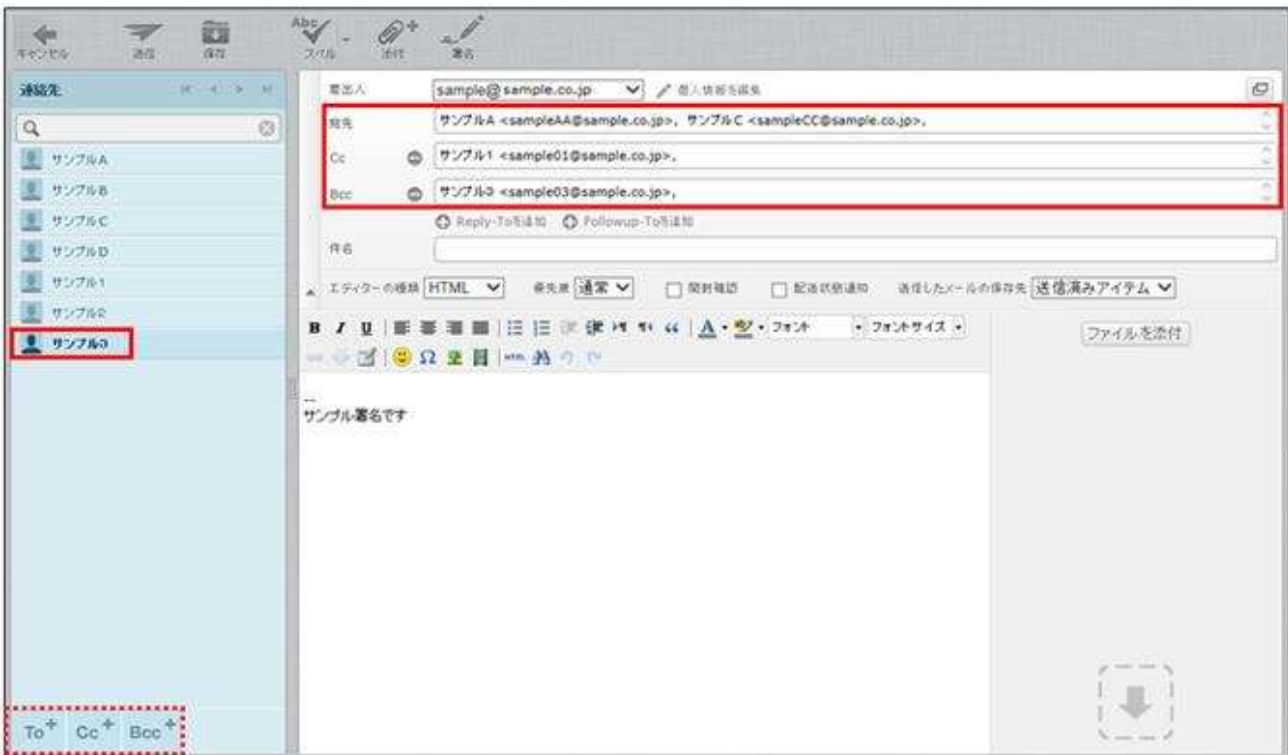 Abc
キャンセル 送信 保存 スペル 添付 署名
連絡先
差出人 sample@sample.co.jp 個人情報を編集
宛先 サンプルA <sampleAA@sample.co.jp>, サンプルC <sampleCC@sample.co.jp>,
Cc サンプル1 <sample01@sample.co.jp>,
Bcc サンプル3 <sample03@sample.co.jp>,
Reply-Toを追加 Followup-Toを追加
件名
エディターの種類 HTML 優先度 通常 開封確認 配送状態通知 送信したメールの保存先 送信済みアイテム
サンプルA
サンプルB
サンプルC
サンプルD
サンプル1
サンプル2
サンプル3
B I U A フォント フォントサイズ
Ω HTML
ファイルを添付
--
サンプル署名です
To+ Cc+ Bcc+